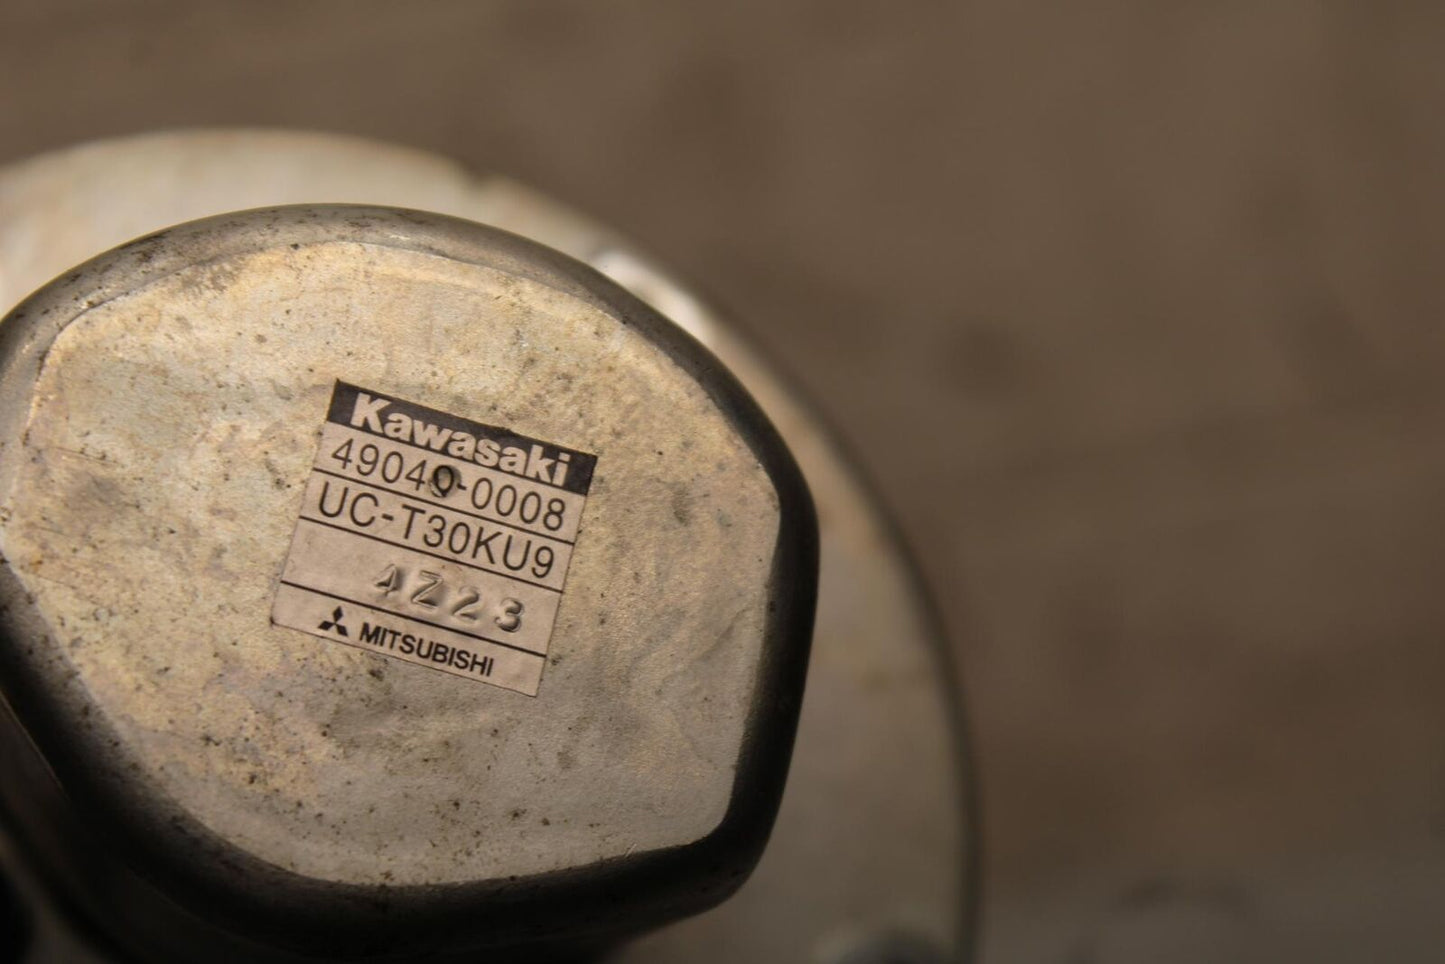 Kawasaki
49040-0008
UC-T30KU9
4Z23
MITSUBISHI